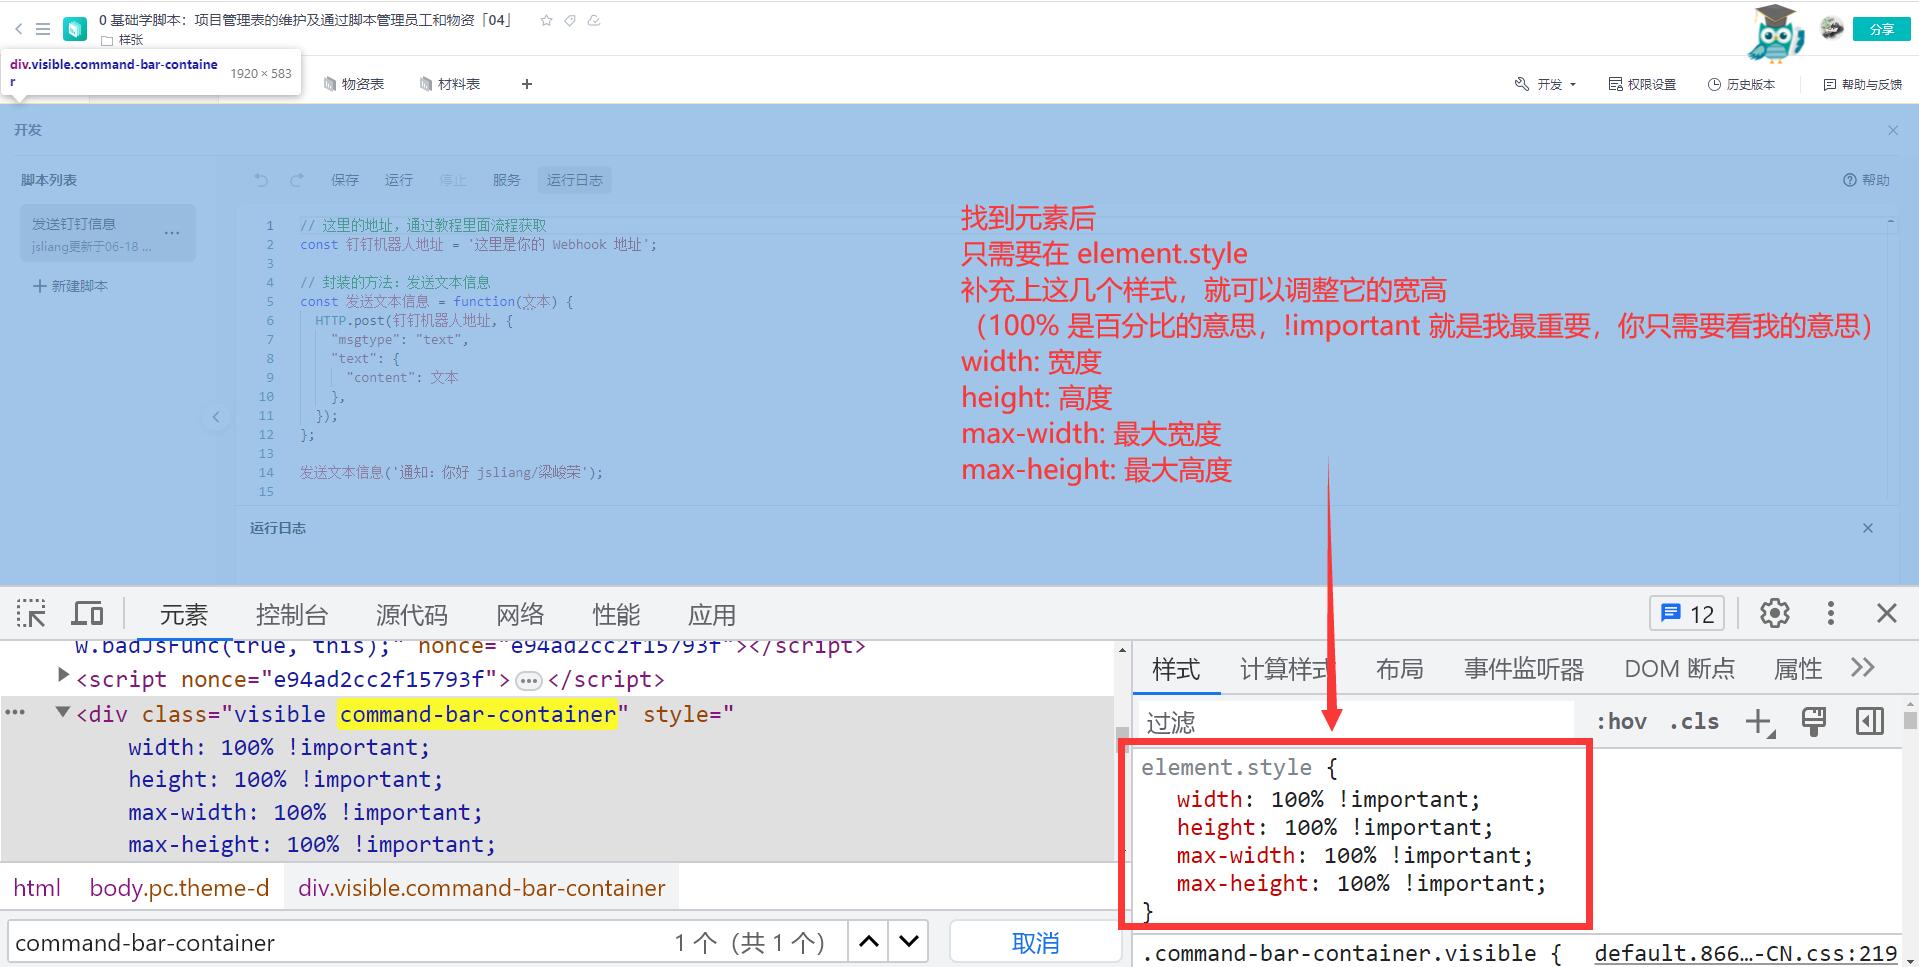 0 基础学脚本：项目管理表的维护及通过脚本管理员工和物资「04」
样张
分享
div.visible.command-bar-containe
r
1920 × 583
物资表
材料表
+
开发
权限设置
历史版本
帮助与反馈
开发
脚本列表
保存
运行
停止
服务
运行日志
帮助
发送钉钉信息
...
jsliang更新于06-18 ...
新建脚本
1 // 这里的地址，通过教程里面流程获取
2 const 钉钉机器人地址 = '这里是你的 Webhook 地址';
3
4 // 封装的方法：发送文本信息
5 const 发送文本信息 = function(文本) {
6 HTTP.post(钉钉机器人地址, {
7 "msgtype": "text",
8 "text": {
9 "content": 文本
10 },
11 });
12 };
13
14 发送文本信息('通知：你好 jsliang/梁峻荣');
15
找到元素后
只需要在 element.style
补充上这几个样式，就可以调整它的宽高
（100% 是百分比的意思，!important 就是我最重要，你只需要看我的意思）
width: 宽度
height: 高度
max-width: 最大宽度
max-height: 最大高度
运行日志
元素
控制台
源代码
网络
性能
应用
12
w.badJsFunc(true, this);" nonce="e94ad2cc2f15793f"></script>
<script nonce="e94ad2cc2f15793f">…</script>
<div class="visible command-bar-container" style="
width: 100% !important;
height: 100% !important;
max-width: 100% !important;
max-height: 100% !important;
html
body.pc.theme-d
div.visible.command-bar-container
command-bar-container
1 个（共 1 个）
取消
样式
计算样式
布局
事件监听器
DOM 断点
属性
过滤
:hov
.cls
element.style {
width: 100% !important;
height: 100% !important;
max-width: 100% !important;
max-height: 100% !important;
}
.command-bar-container.visible {
default.866…-CN.css:219